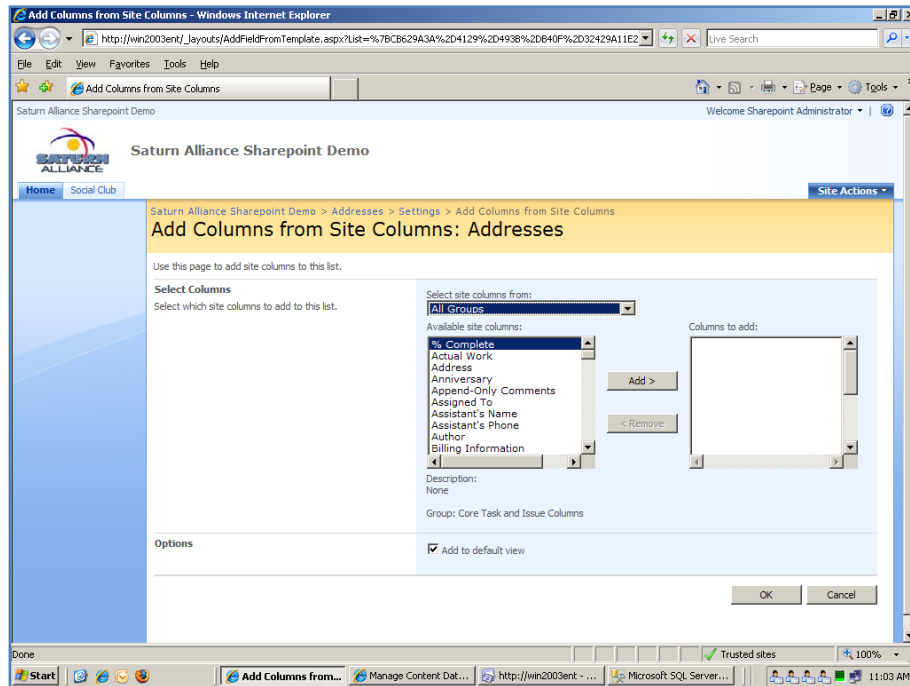 Add Columns from Site Columns - Windows Internet Explorer
http://win2003ent/_layouts/AddFieldFromTemplate.aspx?List=%7BCB629A3A%2D4129%2D493B%2DB40F%2D32429A11E2
Live Search
File Edit View Favorites Tools Help
Add Columns from Site Columns
Page Tools
Saturn Alliance Sharepoint Demo
Welcome Sharepoint Administrator
SATURN
ALLIANCE
Saturn Alliance Sharepoint Demo
Home Social Club
Site Actions
Saturn Alliance Sharepoint Demo > Addresses > Settings > Add Columns from Site Columns
Add Columns from Site Columns: Addresses
Use this page to add site columns to this list.
Select Columns
Select which site columns to add to this list.
Select site columns from:
All Groups
Available site columns:
% Complete
Actual Work
Address
Anniversary
Append-Only Comments
Assigned To
Assistant's Name
Assistant's Phone
Author
Billing Information
Add >
< Remove
Columns to add:
Description:
None
Group: Core Task and Issue Columns
Options
Add to default view
OK Cancel
Done
Trusted sites
100%
Start
Add Columns from...
Manage Content Dat...
http://win2003ent - ...
Microsoft SQL Server...
11:03 AM